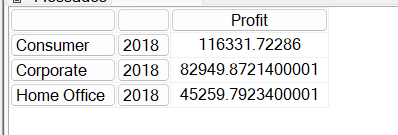 Profit
Consumer 2018 116331.72286
Corporate 2018 82949.8721400001
Home Office 2018 45259.7923400001